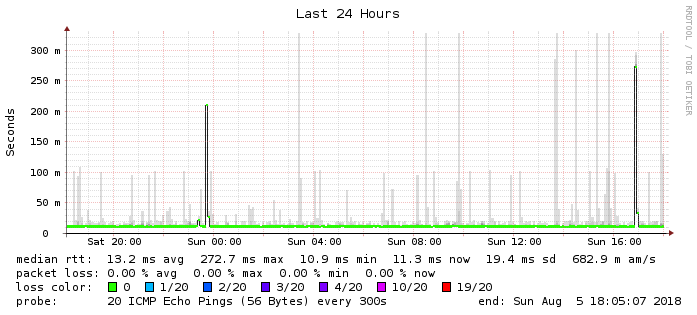 Last 24 Hours
RRDTOOL / TOBI OETIKER
Seconds
300 m
250 m
200 m
150 m
100 m
50 m
0
Sat 20:00 Sun 00:00 Sun 04:00 Sun 08:00 Sun 12:00 Sun 16:00
median rtt: 13.2 ms avg 272.7 ms max 10.9 ms min 11.3 ms now 19.4 ms sd 682.9 m am/s
packet loss: 0.00 % avg 0.00 % max 0.00 % min 0.00 % now
loss color: 0 1/20 2/20 3/20 4/20 10/20 19/20
probe: 20 ICMP Echo Pings (56 Bytes) every 300s end: Sun Aug 5 18:05:07 2018